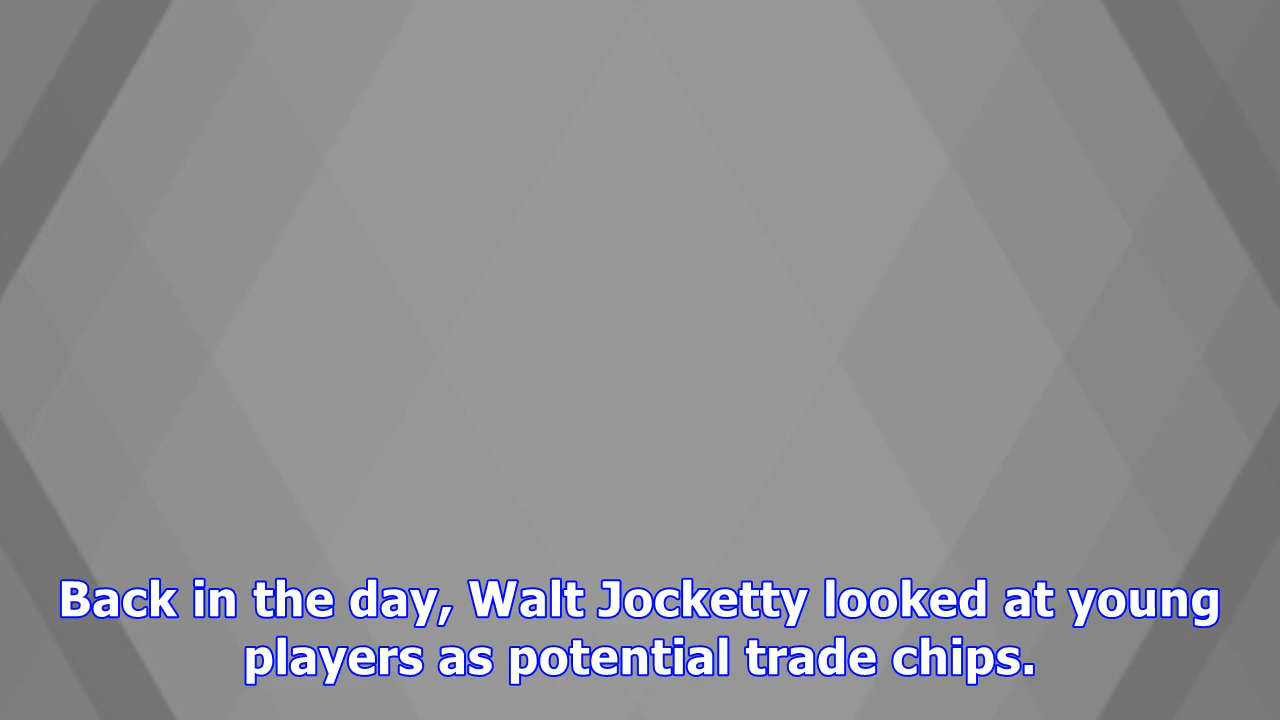 Back in the day, Walt Jocketty looked at young
players as potential trade chips.